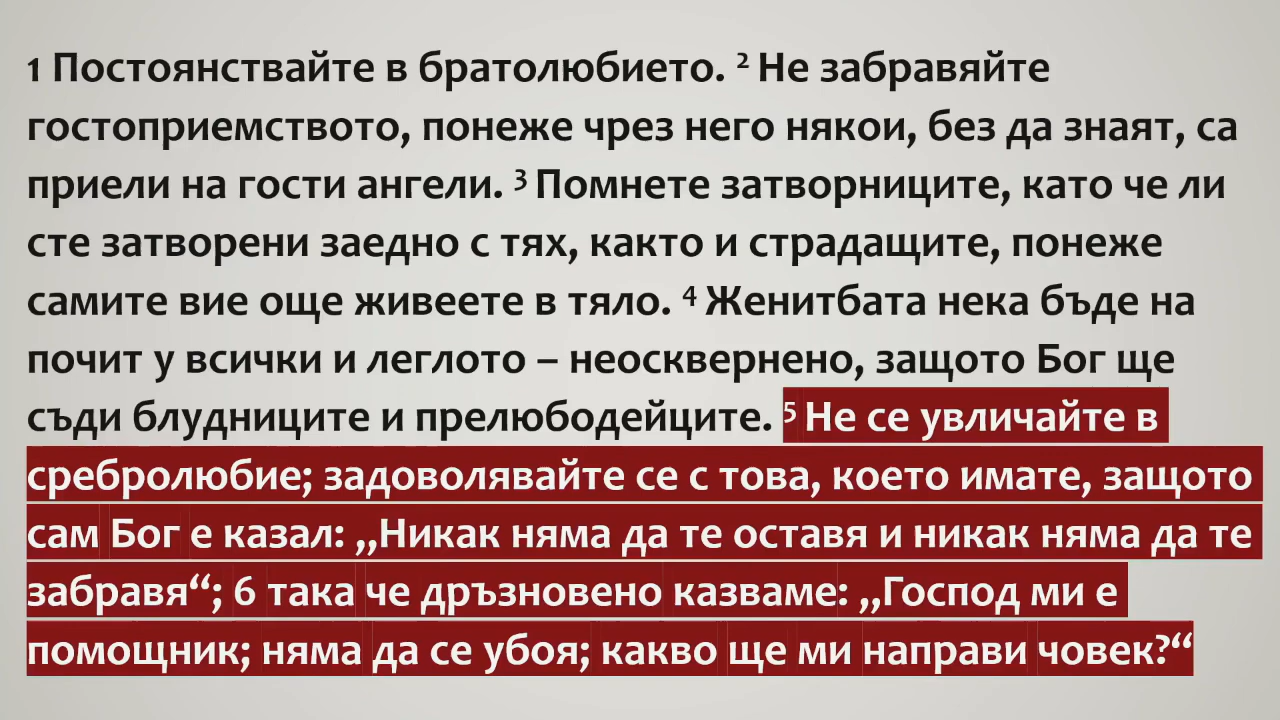 1 Постоянствайте в братолюбието. ² Не забравяйте
гостоприемството, понеже чрез него някои, без да знаят, са
приели на гости ангели. ³ Помнете затворниците, като че ли
сте затворени заедно с тях, както и страдащите, понеже
самите вие още живеете в тяло. ⁴ Женитбата нека бъде на
почит у всички и леглото – неосквернено, защото Бог ще
съди блудниците и прелюбодейците. ⁵ Не се увличайте в
сребролюбие; задоволявайте се с това, което имате, защото
сам Бог е казал: „Никак няма да те оставя и никак няма да те
забравя“; 6 така че дръзновено казваме: „Господ ми е
помощник; няма да се убоя; какво ще ми направи човек?“